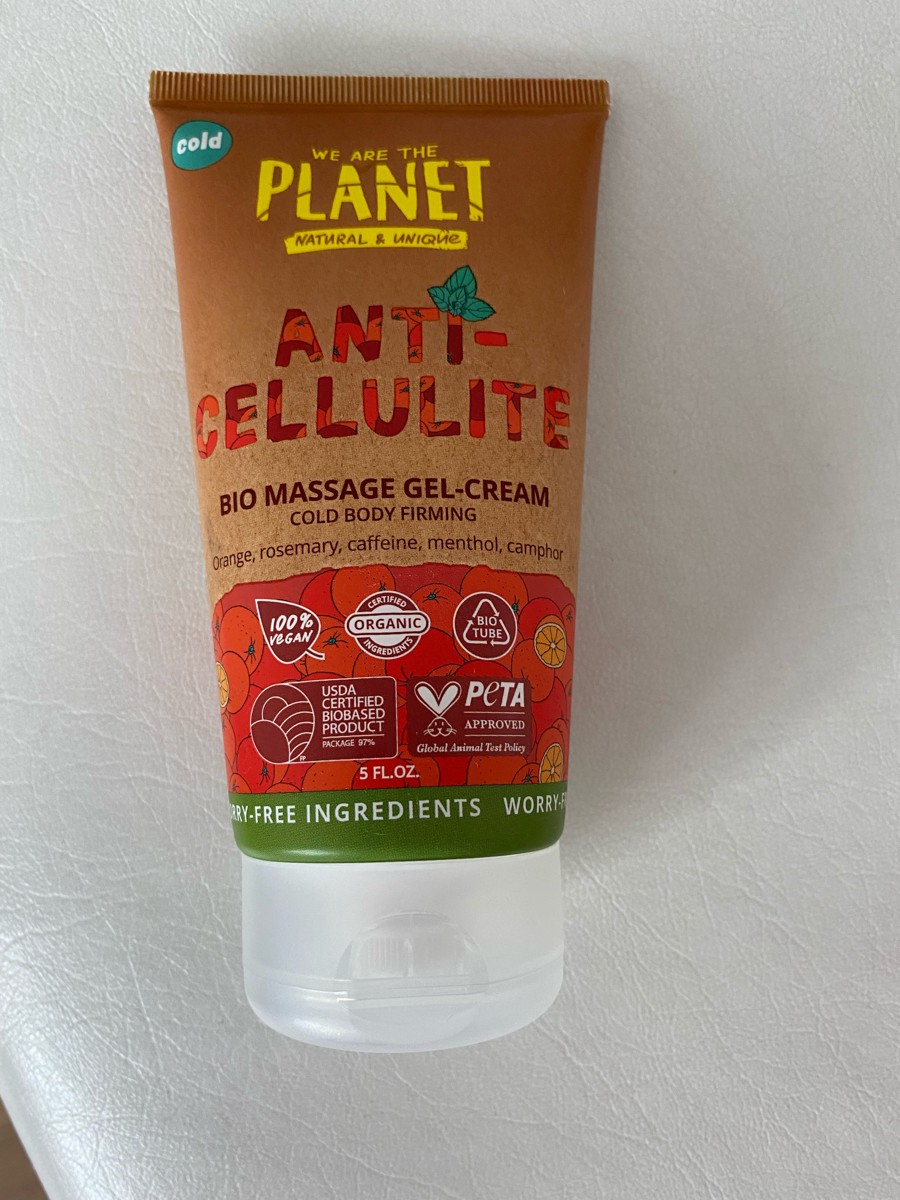 cold
WE ARE THE
PLANET
NATURAL & UNIQUE
ANTI-
CELLULITE
BIO MASSAGE GEL-CREAM
COLD BODY FIRMING
Orange, rosemary, caffeine, menthol, camphor
100%
VEGAN
CERTIFIED
ORGANIC
INGREDIENTS
BIO
TUBE
USDA
CERTIFIED
BIOBASED
PRODUCT
PACKAGE 97%
FP
PETA
APPROVED
Global Animal Test Policy
5 FL.OZ.
RRY-FREE INGREDIENTS WORRY-F